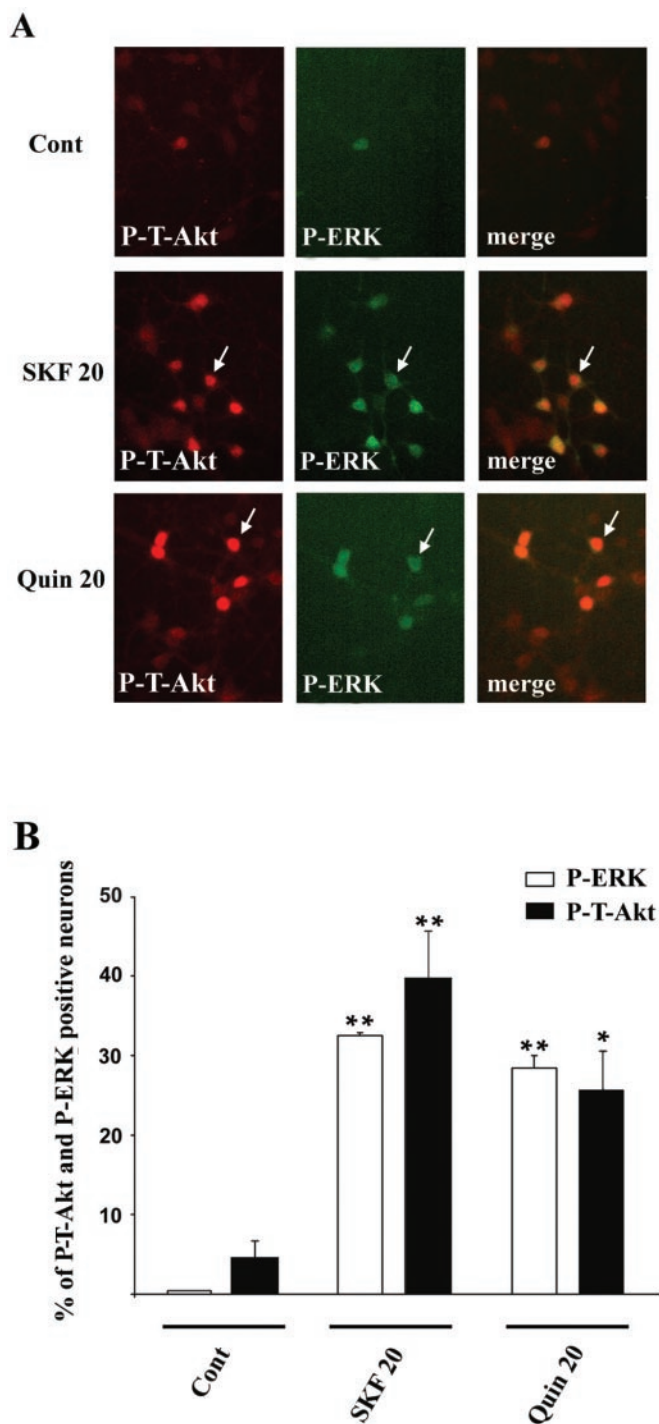 A
Cont
P-T-Akt P-ERK merge
SKF 20
P-T-Akt P-ERK merge
Quin 20
P-T-Akt P-ERK merge
B
% of P-T-Akt and P-ERK positive neurons
50
40
30
20
10
P-ERK
P-T-Akt
** ** ** *
Cont SKF 20 Quin 20